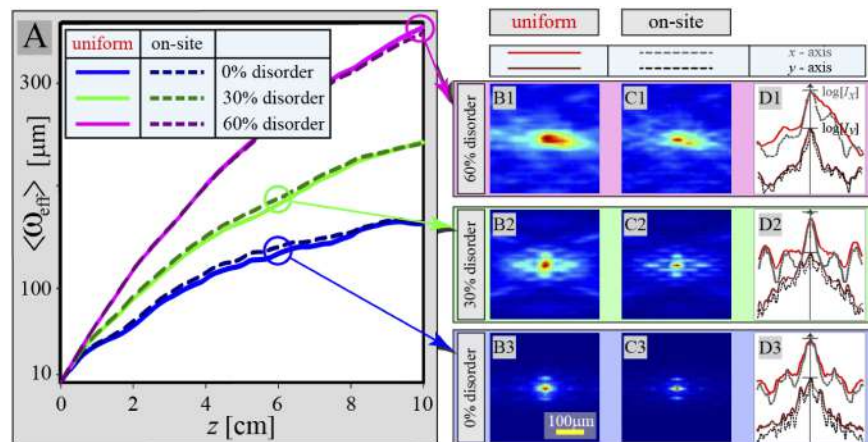 A
uniform on-site
0% disorder
30% disorder
60% disorder
⟨ω_eff⟩ [μm]
300
100
10
0 2 4 6 8 10
z [cm]
uniform on-site
x - axis
y - axis
60% disorder
B1 C1 D1
log[I_X]
log[I_Y]
30% disorder
B2 C2 D2
0% disorder
B3 C3 D3
100μm